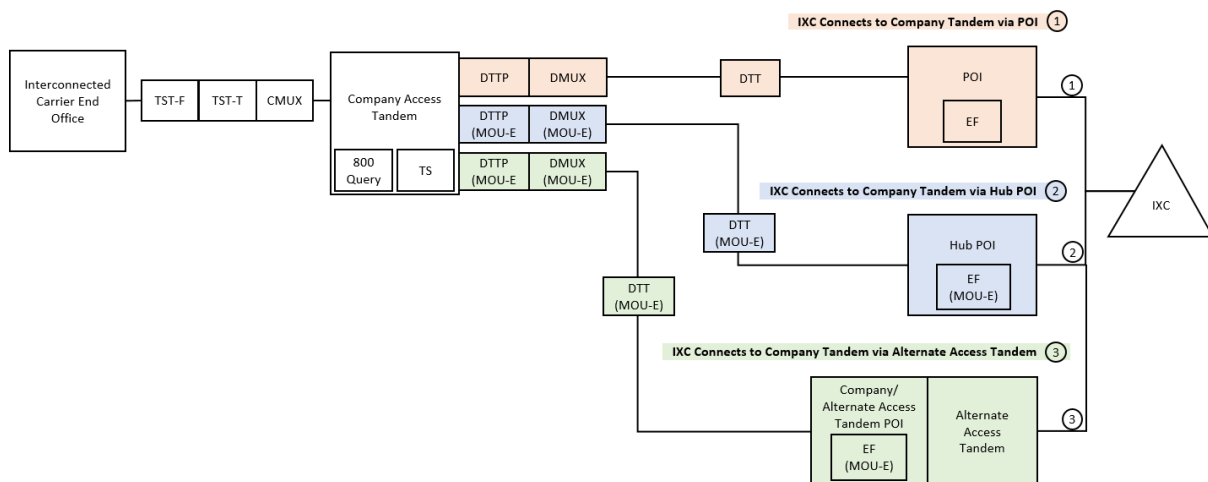 IXC Connects to Company Tandem via POI 1
Interconnected
Carrier End
Office
TST-F
TST-T
CMUX
Company Access
Tandem
800
Query
TS
DTTP
DMUX
DTT
POI
EF
1
DTTP
(MOU-E
DMUX
(MOU-E)
DTTP
(MOU-E
DMUX
(MOU-E)
IXC Connects to Company Tandem via Hub POI 2
DTT
(MOU-E)
Hub POI
EF
(MOU-E)
2
IXC
DTT
(MOU-E)
IXC Connects to Company Tandem via Alternate Access Tandem 3
Company/
Alternate Access
Tandem POI
EF
(MOU-E)
Alternate
Access
Tandem
3